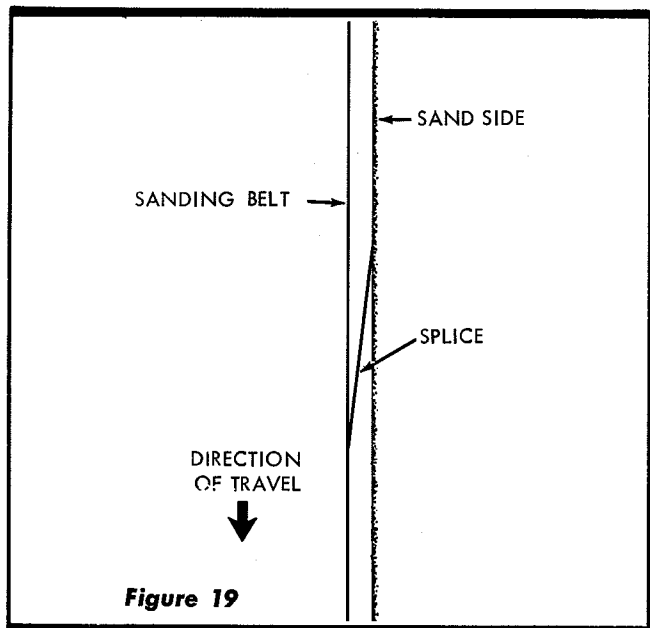 SAND SIDE
SANDING BELT
SPLICE
DIRECTION
OF TRAVEL
Figure 19